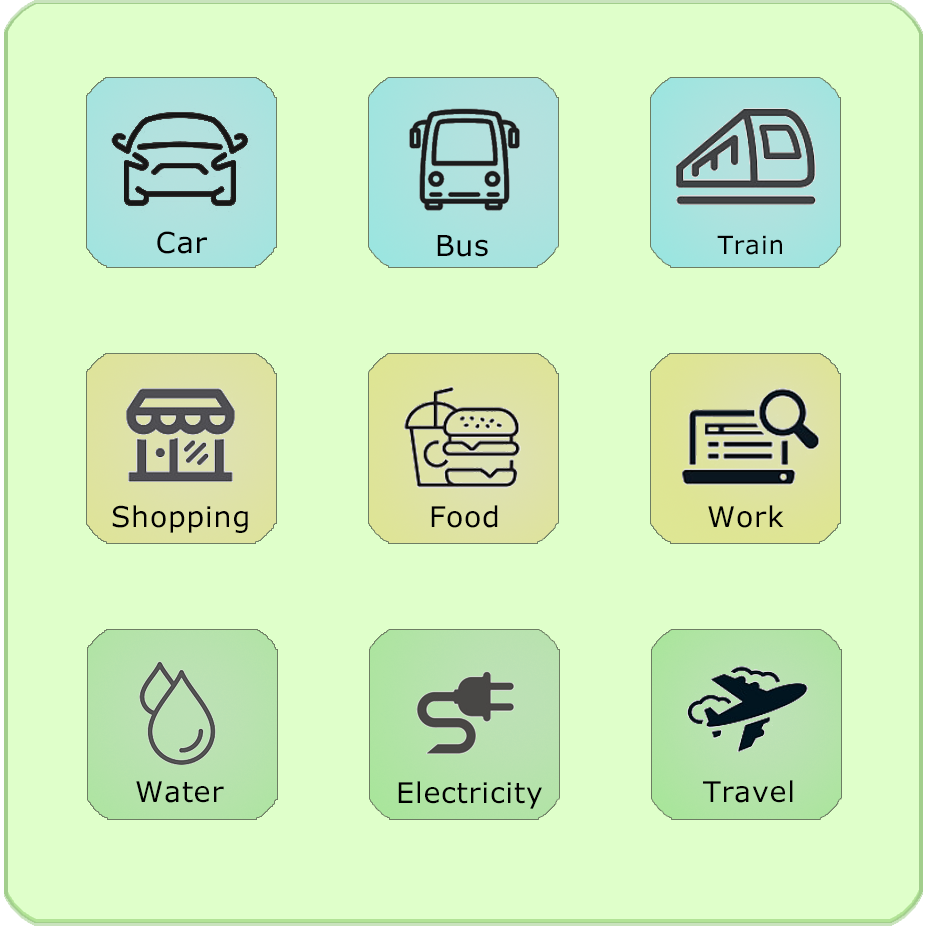 Car
Bus
Train
Shopping
Food
Work
Water
Electricity
Travel